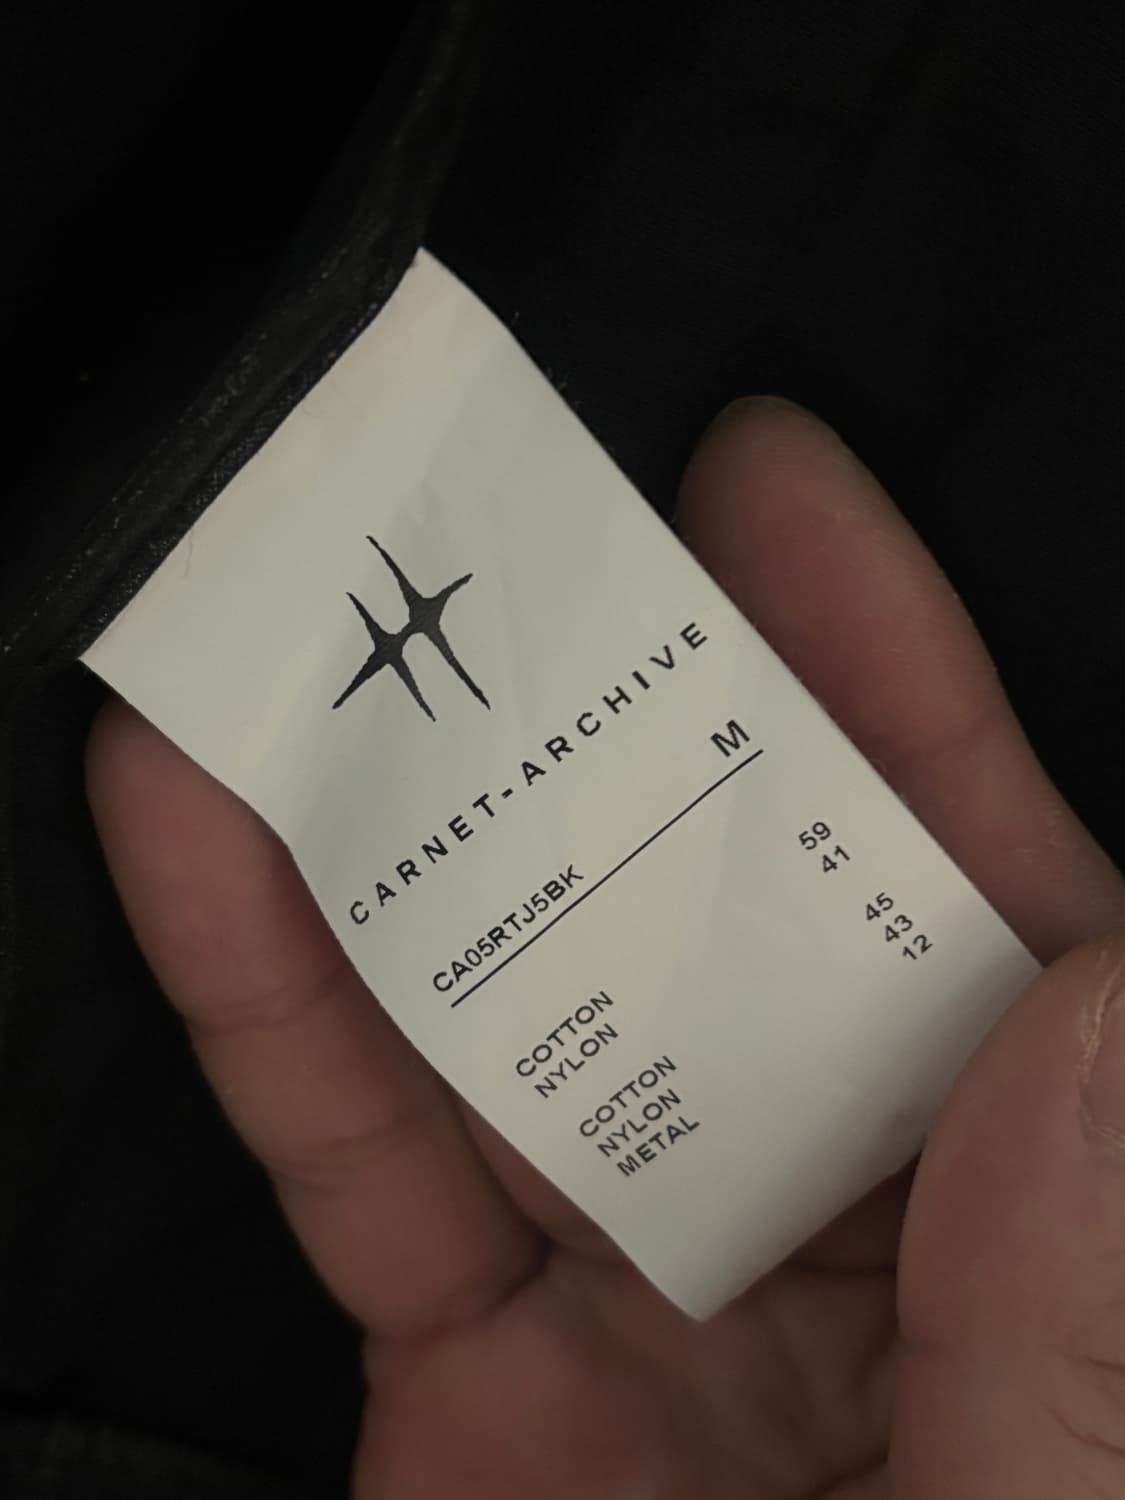 CARNET-ARCHIVE
CA05RTJ5BK M
COTTON 59
NYLON 41
COTTON 45
NYLON 43
METAL 12